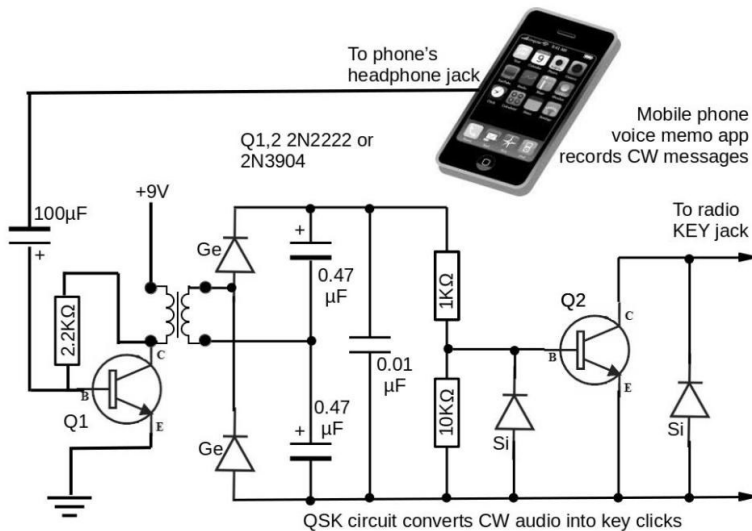 To phone's
headphone jack
Mobile phone
voice memo app
records CW messages
Q1,2 2N2222 or
2N3904
+9V
100µF
+
To radio
KEY jack
Ge
+
0.47
µF
2.2KΩ
1KΩ
Q2
C
B
E
0.01
µF
C
B
E
Q1
0.47
µF
+
10KΩ
Ge
Si
Si
QSK circuit converts CW audio into key clicks